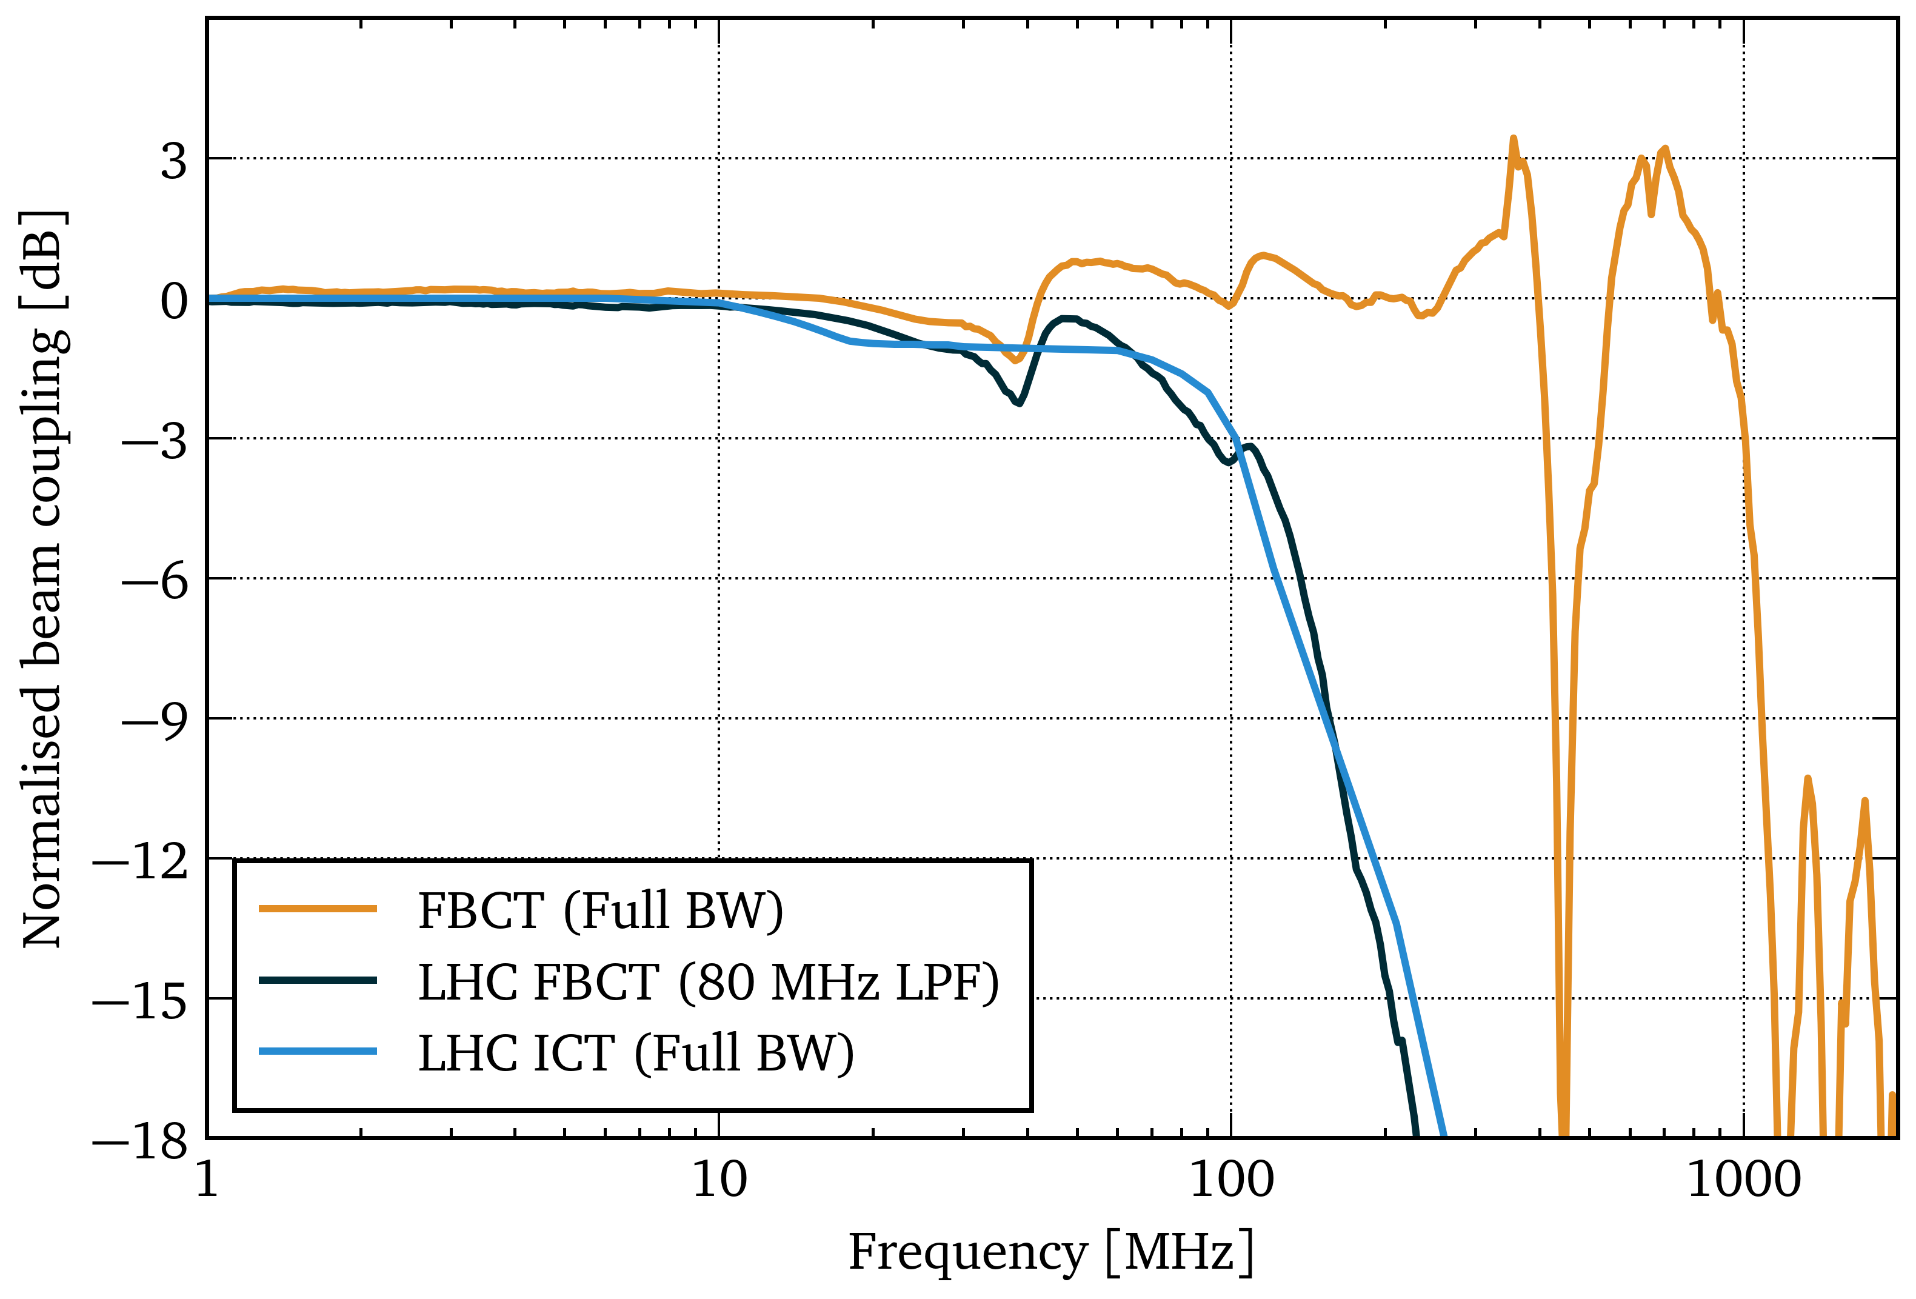 Normalised beam coupling [dB]
3
0
−3
−6
−9
−12
−15
−18
FBCT (Full BW)
LHC FBCT (80 MHz LPF)
LHC ICT (Full BW)
1 10 100 1000
Frequency [MHz]